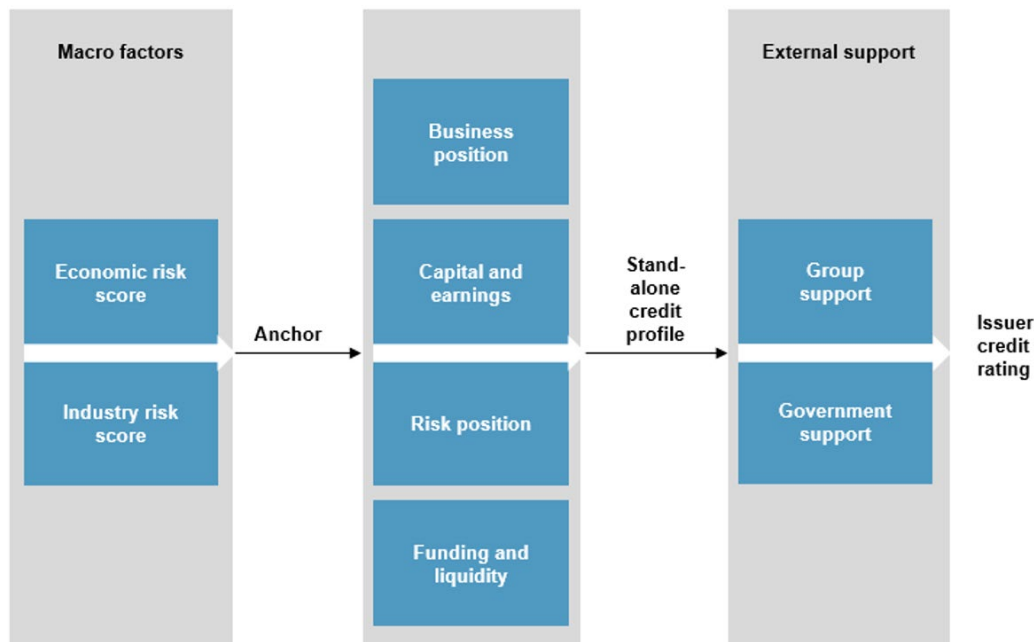 Macro factors
Economic risk
score
Industry risk
score
Anchor
Business
position
Capital and
earnings
Risk position
Funding and
liquidity
Stand-
alone
credit
profile
External support
Group
support
Government
support
Issuer
credit
rating